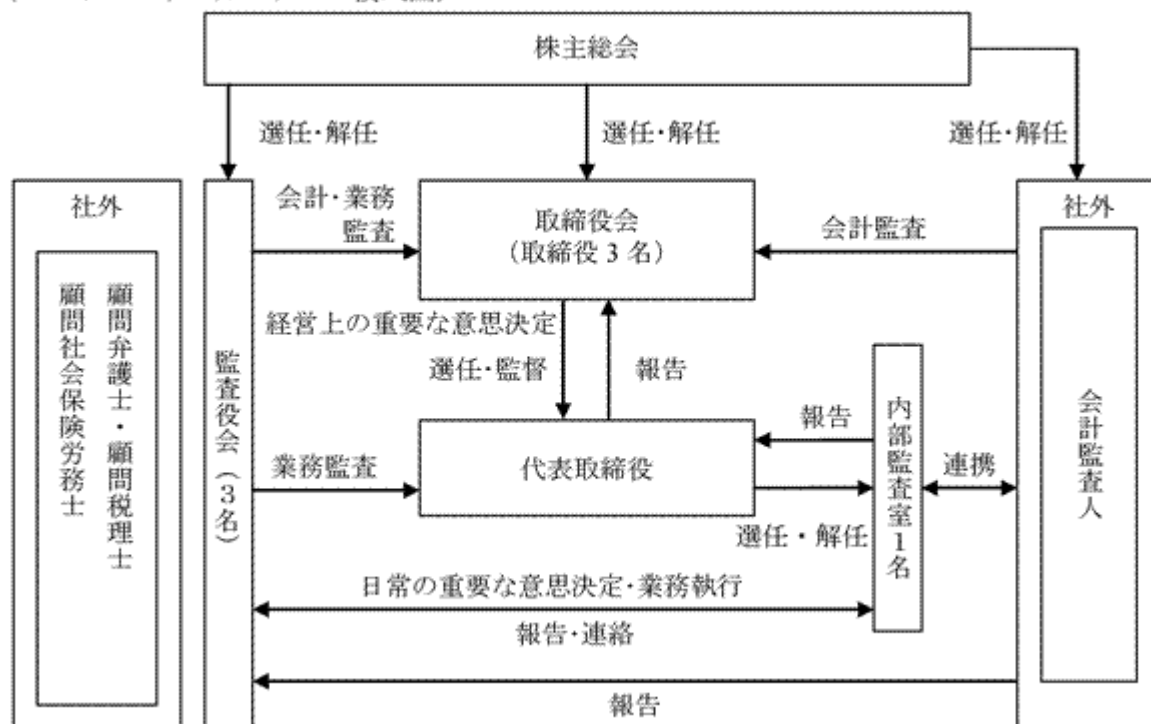 株主総会
選任・解任
選任・解任
選任・解任
社外
顧問弁護士・顧問税理士
顧問社会保険労務士
監査役会(3名)
会計・業務
監査
取締役会
(取締役3名)
会計監査
社外
会計監査人
経営上の重要な意思決定
選任・監督
報告
業務監査
代表取締役
報告
選任・解任
内部監査室1名
連携
日常の重要な意思決定・業務執行
報告・連絡
報告